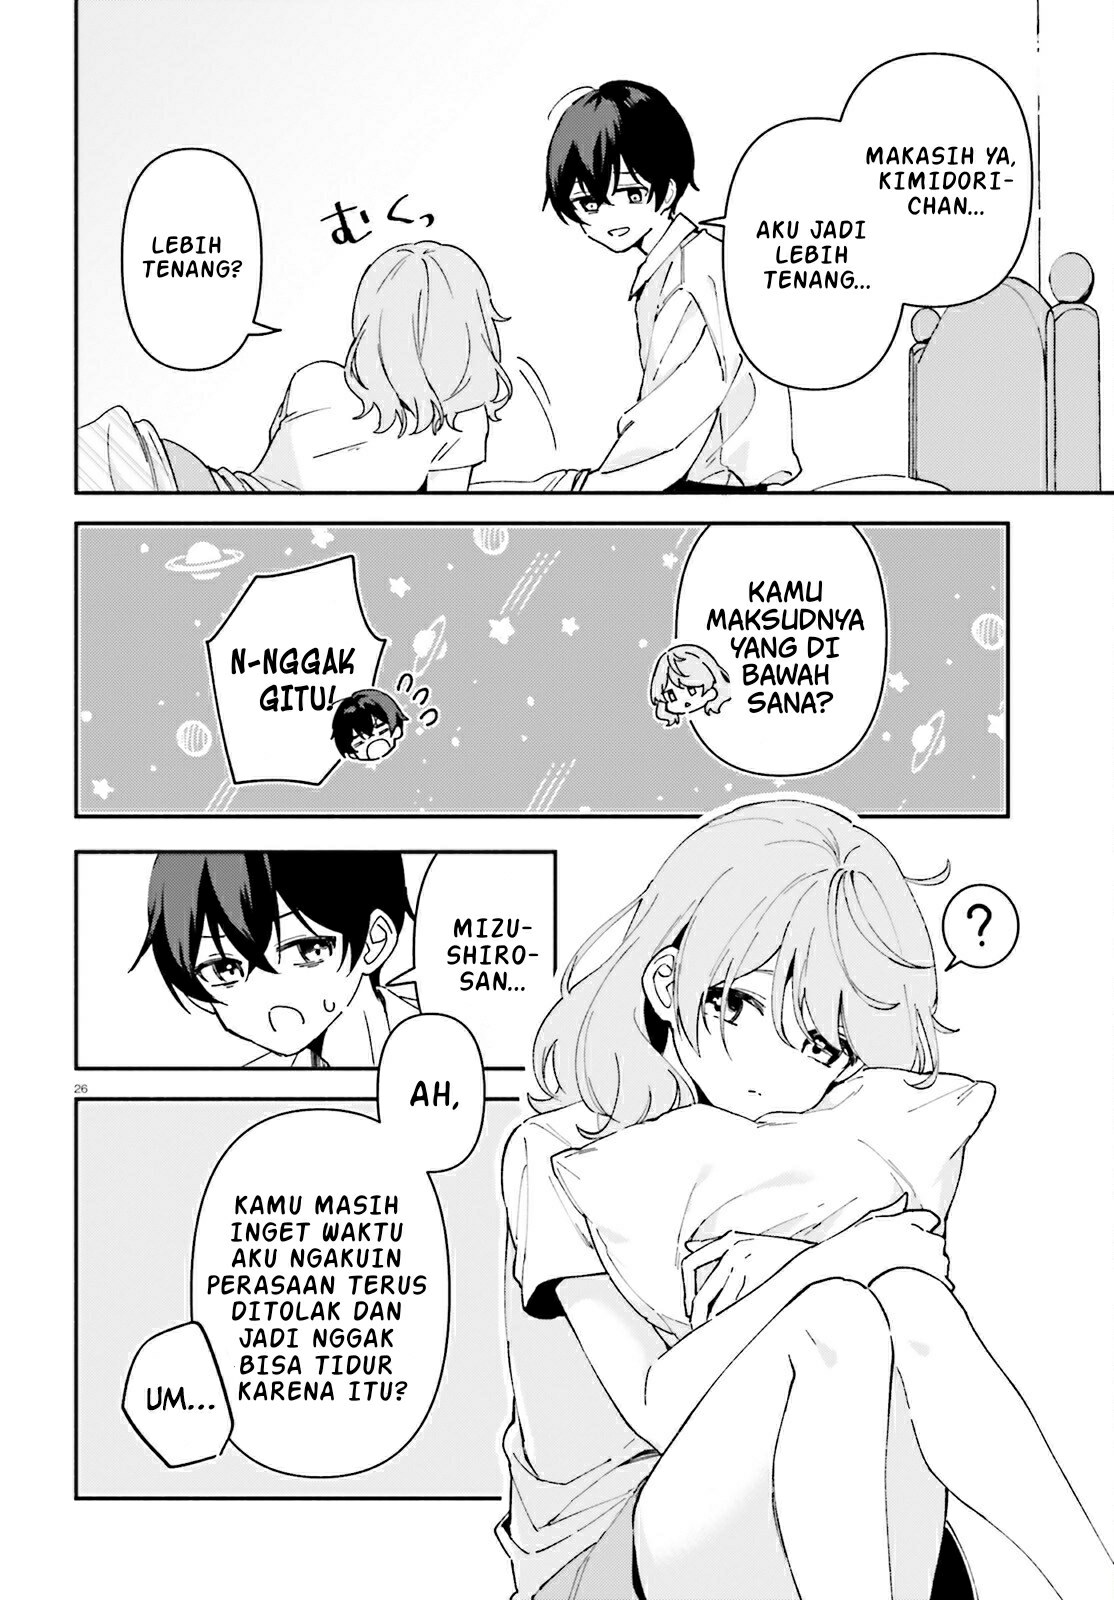 MAKASIH YA,
KIMIDORI-
CHAN...
AKU JADI
LEBIH
TENANG...
むくっ
LEBIH
TENANG?
KAMU
MAKSUDNYA
YANG DI
BAWAH
SANA?
N-NGGAK
GITU!
MIZU-
SHIRO-
SAN...
?
26
AH,
KAMU MASIH
INGET WAKTU
AKU NGAKUIN
PERASAAN TERUS
DITOLAK DAN
JADI NGGAK
BISA TIDUR
KARENA ITU?
UM...